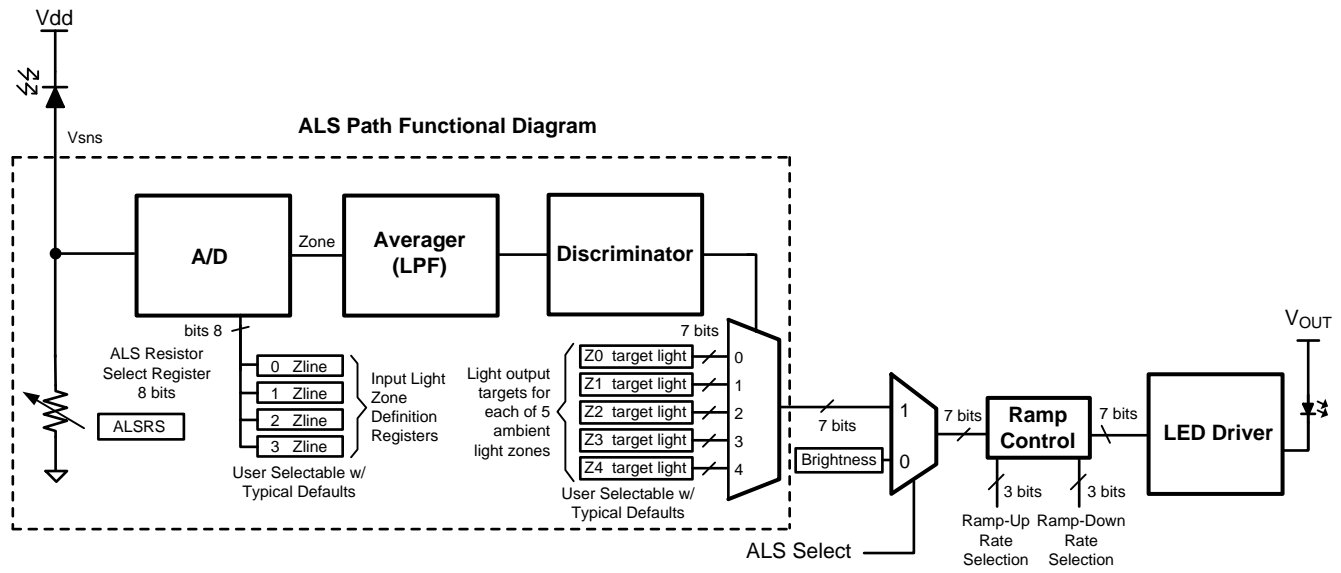 Vdd
Vsns
ALS Path Functional Diagram
A/D
Zone
Averager
(LPF)
Discriminator
bits 8
ALS Resistor
Select Register
8 bits
ALSRS
0 Zline
1 Zline
2 Zline
3 Zline
Input Light
Zone
Definition
Registers
User Selectable w/
Typical Defaults
Light output
targets for
each of 5
ambient
light zones
7 bits
Z0 target light
Z1 target light
Z2 target light
Z3 target light
Z4 target light
0
1
2
3
4
User Selectable w/
Typical Defaults
7 bits
Brightness
1
0
ALS Select
7 bits
Ramp
Control
7 bits
3 bits
3 bits
Ramp-Up
Rate
Selection
Ramp-Down
Rate
Selection
LED Driver
VOUT